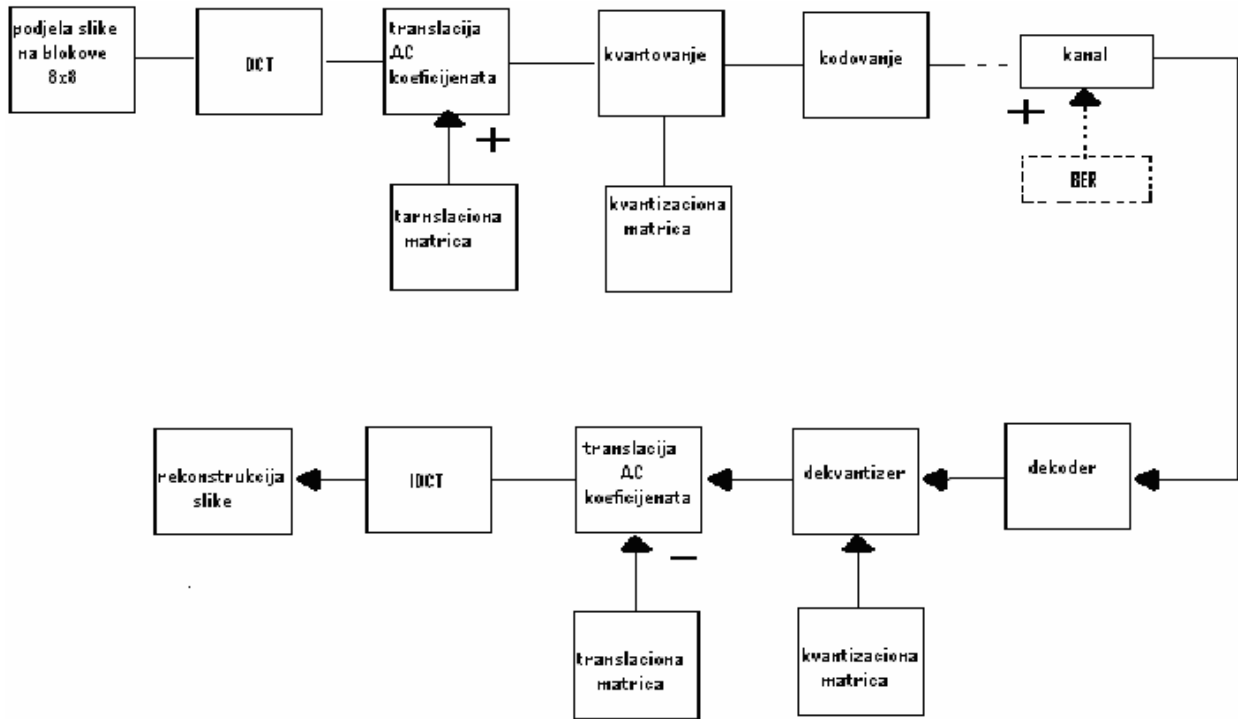 podjela slike
na blokove
8x8
DCT
translacija
AC
koeficijenata
kvantovanje
kodovanje
kanal
+
+
BER
tarnslaciona
matrica
kvantizaciona
matrica
rekonstrukcija
slike
IDCT
translacija
AC
koeficijenata
dekvantizer
dekoder
−
translaciona
matrica
kvantizaciona
matrica